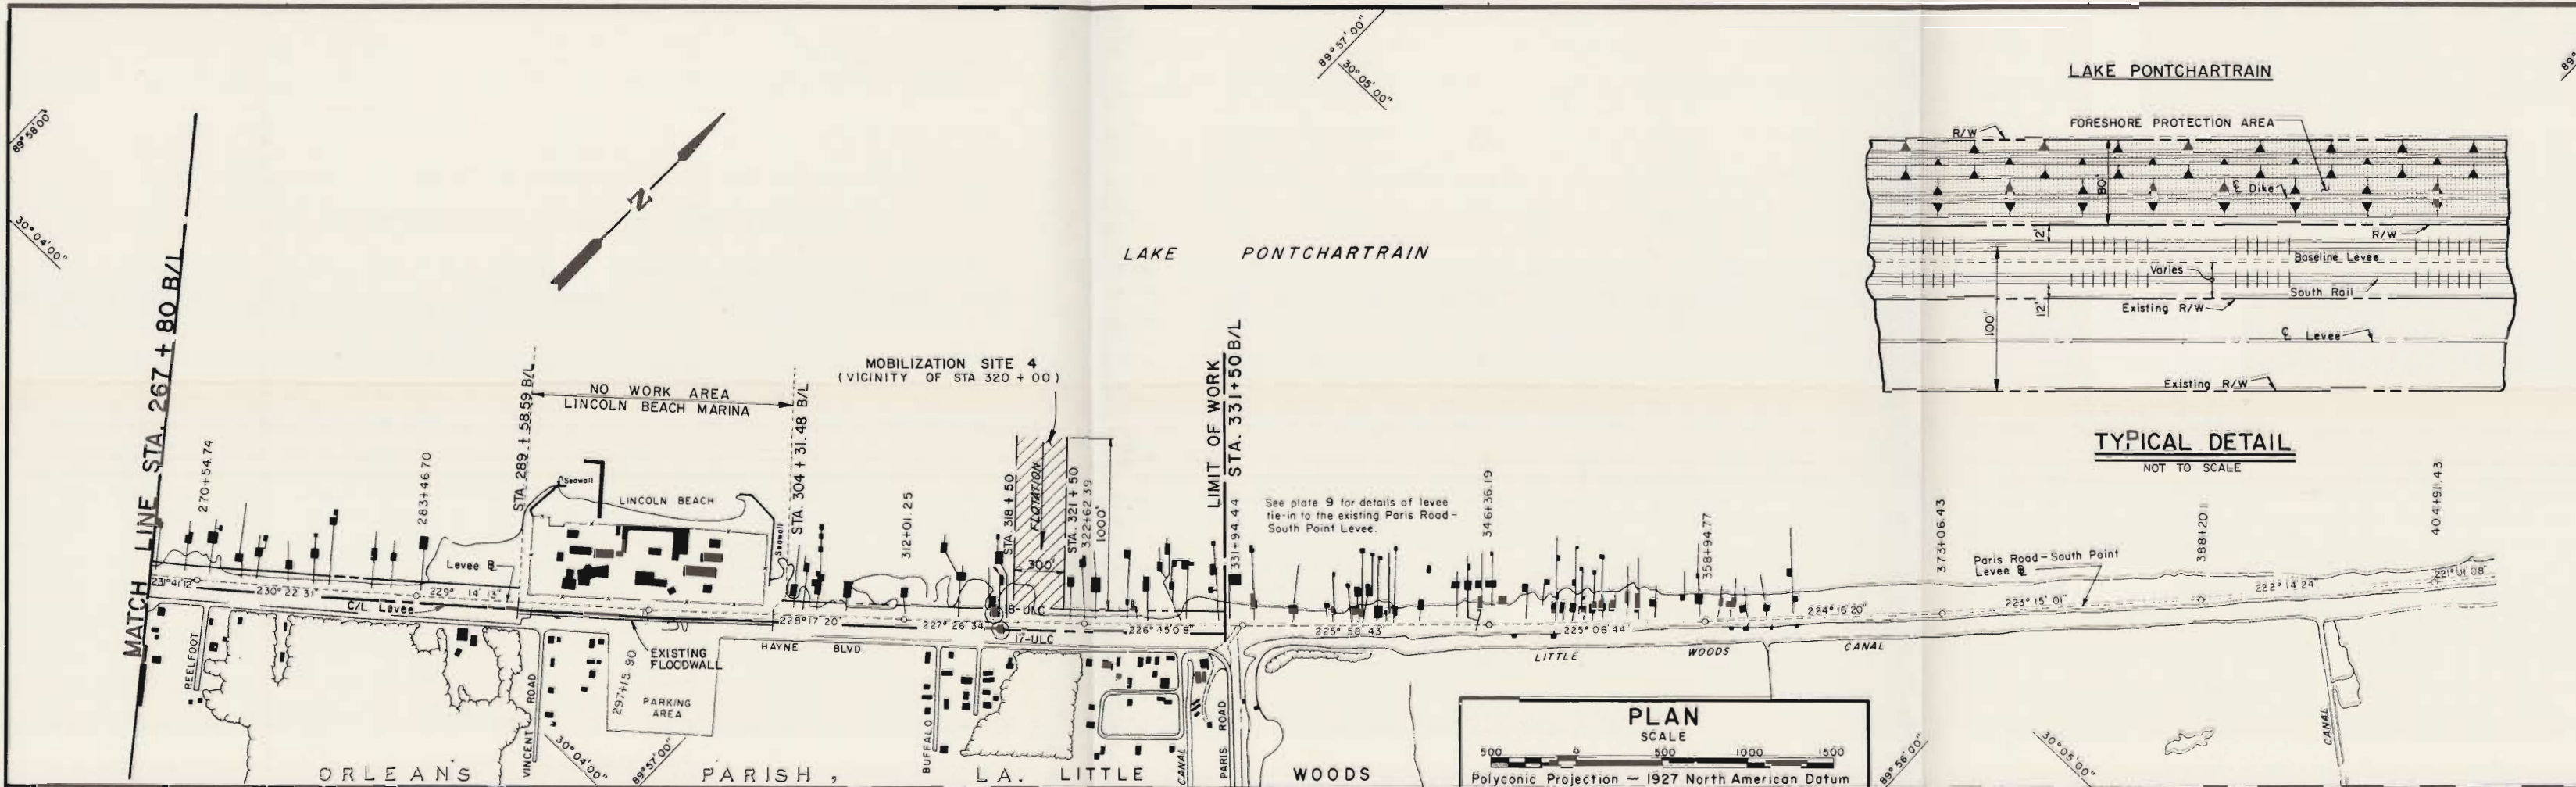 89°58'00"
30°04'00"
89°57'00"
30°05'00"
LAKE PONTCHARTRAIN
N
LAKE PONTCHARTRAIN
FORESHORE PROTECTION AREA
R/W
80'
℄ Dike
R/W
12'
Baseline Levee
Varies
South Rail
12'
Existing R/W
100'
℄ Levee
Existing R/W
TYPICAL DETAIL
NOT TO SCALE
MATCH LINE STA. 267 + 80 B/L
270+54.74
283+46.70
STA. 289 + 58.59 B/L
NO WORK AREA
LINCOLN BEACH MARINA
STA. 304 + 31.48 B/L
Seawall
LINCOLN BEACH
Seawall
312+01.25
MOBILIZATION SITE 4
(VICINITY OF STA 320 + 00)
STA 318 + 50
FLOTATION
STA. 321 + 50
322+62.39
1000'
300'
LIMIT OF WORK
STA. 331+50 B/L
331+94.44
See plate 9 for details of levee
tie-in to the existing Paris Road-
South Point Levee.
346+36.19
358+94.77
373+06.43
Paris Road-South Point
Levee ℄
388+20.11
404+91.43
Levee ℄
231°41'12"
230°22'31"
229° 14' 13"
C/L Levee
228°17'20"
227°26'34"
18-ULC
17-ULC
226°45'08"
225°58'43"
225°06'44"
224°16'20"
223°15'01"
222°14'24"
221°01'08"
REELFOOT
VINCENT ROAD
EXISTING
FLOODWALL
297+15.90
PARKING
AREA
HAYNE BLVD.
BUFFALO
CANAL
PARIS ROAD
LITTLE WOODS CANAL
CANAL
30°04'00"
89°57'00"
ORLEANS PARISH, LA. LITTLE WOODS
PLAN
SCALE
500 0 500 1000 1500
Polyconic Projection — 1927 North American Datum
89°56'00"
30°05'00"